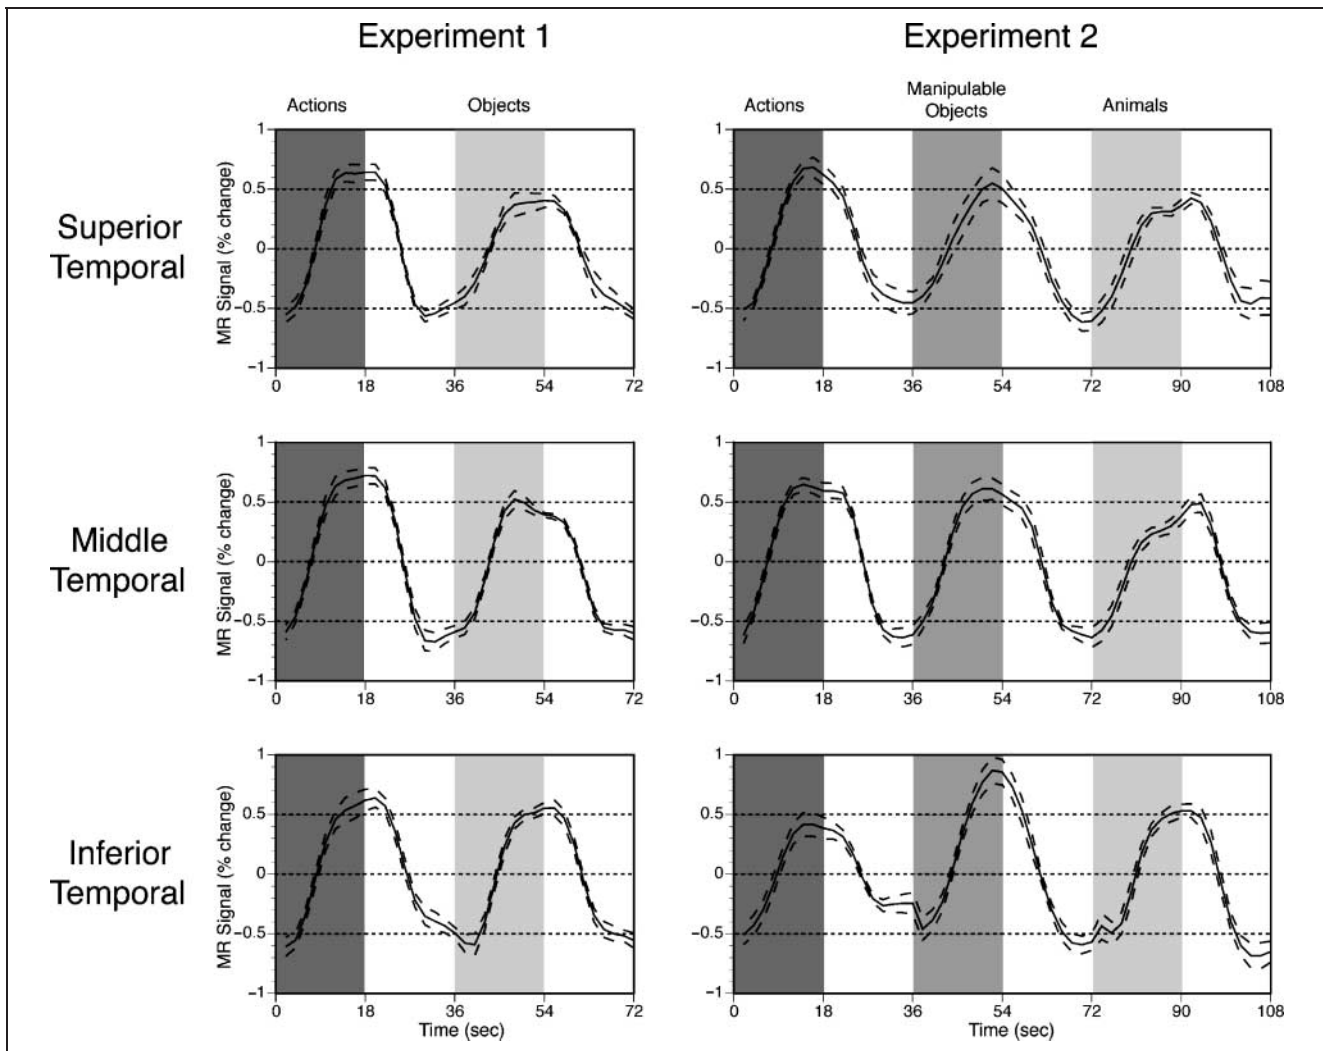 Experiment 1
Experiment 2
Actions
Objects
Actions
Manipulable
Objects
Animals
Superior
Temporal
MR Signal (% change)
1
0.5
0
−0.5
−1
0 18 36 54 72
1
0.5
0
−0.5
−1
0 18 36 54 72 90 108
Middle
Temporal
MR Signal (% change)
1
0.5
0
−0.5
−1
0 18 36 54 72
1
0.5
0
−0.5
−1
0 18 36 54 72 90 108
Inferior
Temporal
MR Signal (% change)
1
0.5
0
−0.5
−1
0 18 36 54 72
Time (sec)
1
0.5
0
−0.5
−1
0 18 36 54 72 90 108
Time (sec)